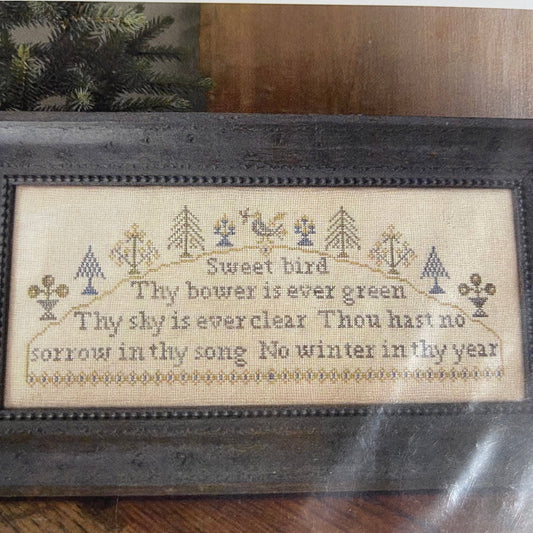 Sweet bird
Thy bower is ever green
Thy sky is ever clear Thou hast no
sorrow in thy song No winter in thy year